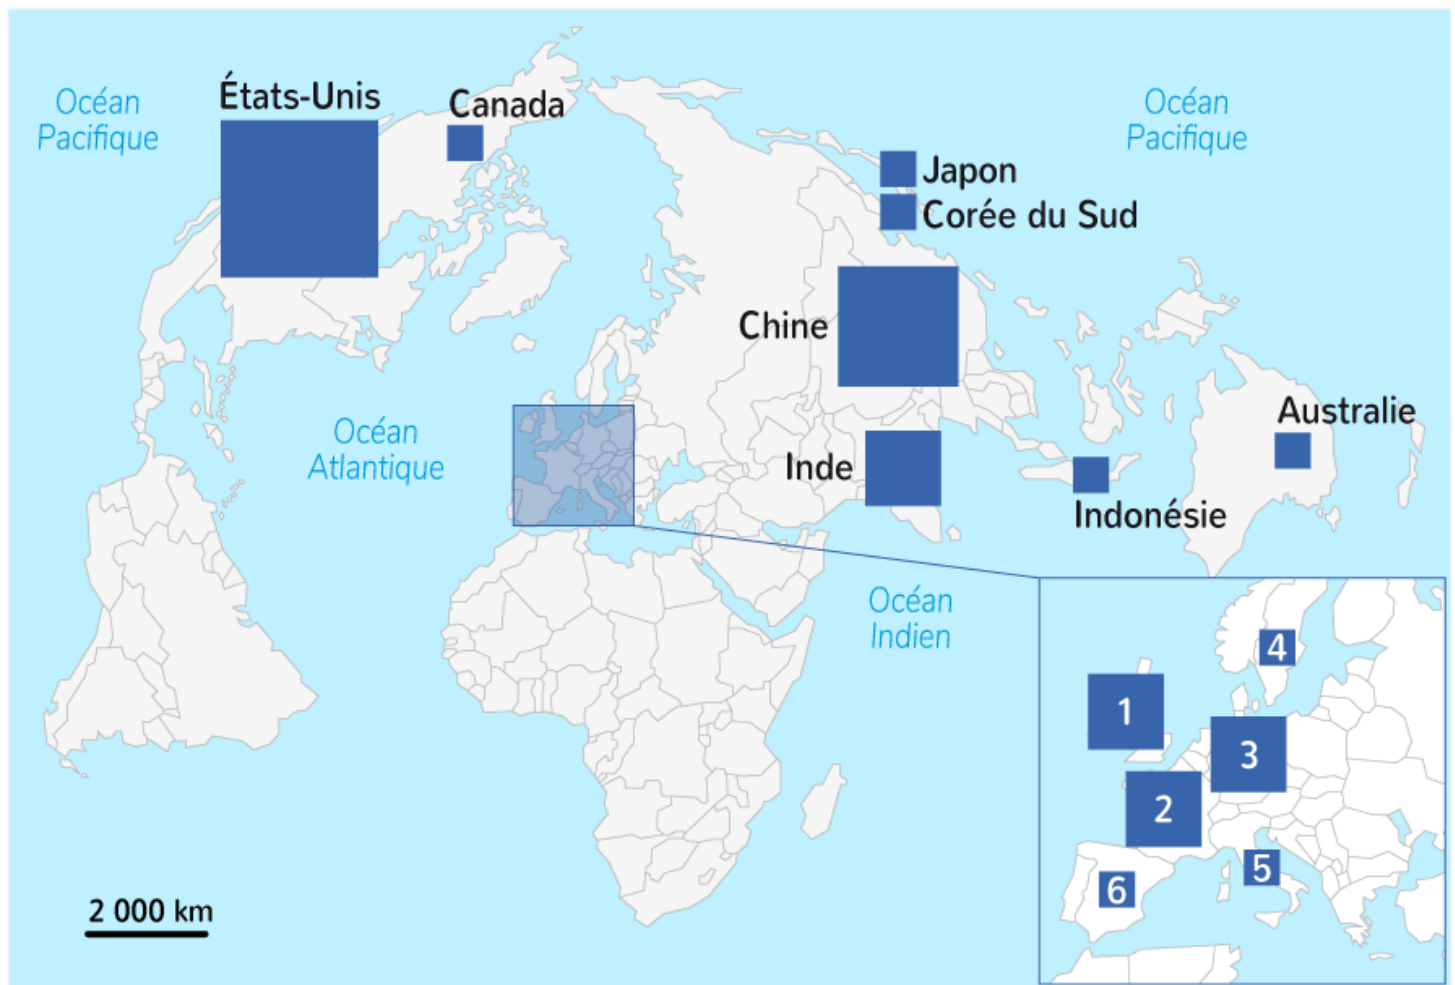 Océan
Pacifique
États-Unis
Canada
Océan
Pacifique
Japon
Corée du Sud
Chine
Océan
Atlantique
Inde
Australie
Indonésie
Océan
Indien
4
1
3
2
5
6
2 000 km